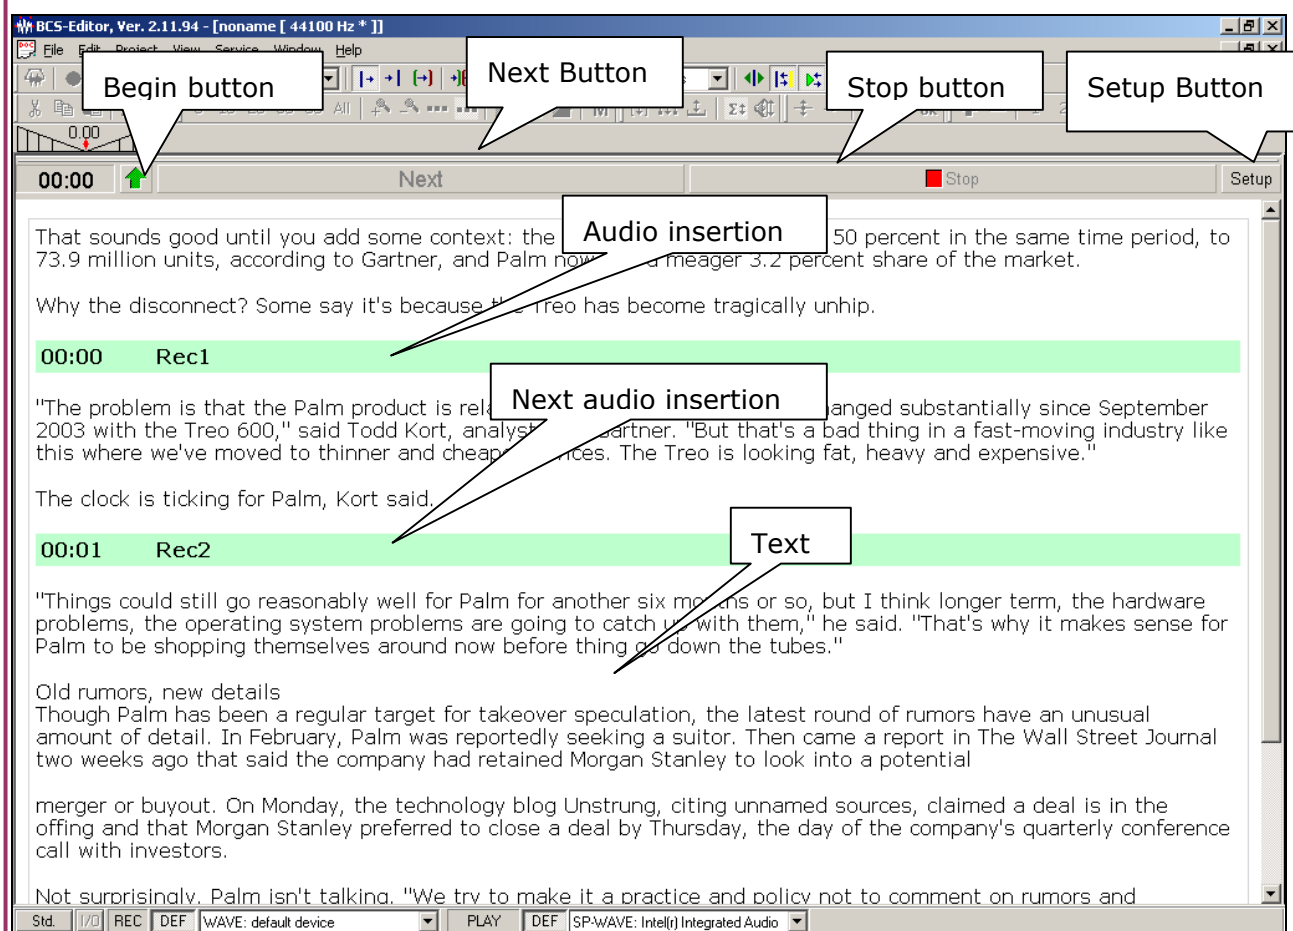 BCS-Editor, Ver. 2.11.94 - [noname [ 44100 Hz * ]]
File Edit Project View Service Window Help
Begin button
Next Button
Stop button
Setup Button
All
0.00
00:00 Next Stop Setup
Audio insertion
That sounds good until you add some context: the 50 percent in the same time period, to
73.9 million units, according to Gartner, and Palm now meager 3.2 percent share of the market.
Why the disconnect? Some say it's because the Treo has become tragically unhip.
00:00 Rec1
Next audio insertion
"The problem is that the Palm product is substantially since September
2003 with the Treo 600," said Todd Kort, analyst Gartner. "But that's a bad thing in a fast-moving industry like
this where we've moved to thinner and cheaper devices. The Treo is looking fat, heavy and expensive."
The clock is ticking for Palm, Kort said.
00:01 Rec2
Text
"Things could still go reasonably well for Palm for another six months or so, but I think longer term, the hardware
problems, the operating system problems are going to catch up with them," he said. "That's why it makes sense for
Palm to be shopping themselves around now before thing go down the tubes."
Old rumors, new details
Though Palm has been a regular target for takeover speculation, the latest round of rumors have an unusual
amount of detail. In February, Palm was reportedly seeking a suitor. Then came a report in The Wall Street Journal
two weeks ago that said the company had retained Morgan Stanley to look into a potential
merger or buyout. On Monday, the technology blog Unstrung, citing unnamed sources, claimed a deal is in the
offing and that Morgan Stanley preferred to close a deal by Thursday, the day of the company's quarterly conference
call with investors.
Not surprisingly, Palm isn't talking. "We try to make it a practice and policy not to comment on rumors and
Std. I/O REC DEF WAVE: default device PLAY DEF SP-WAVE: Intel(r) Integrated Audio